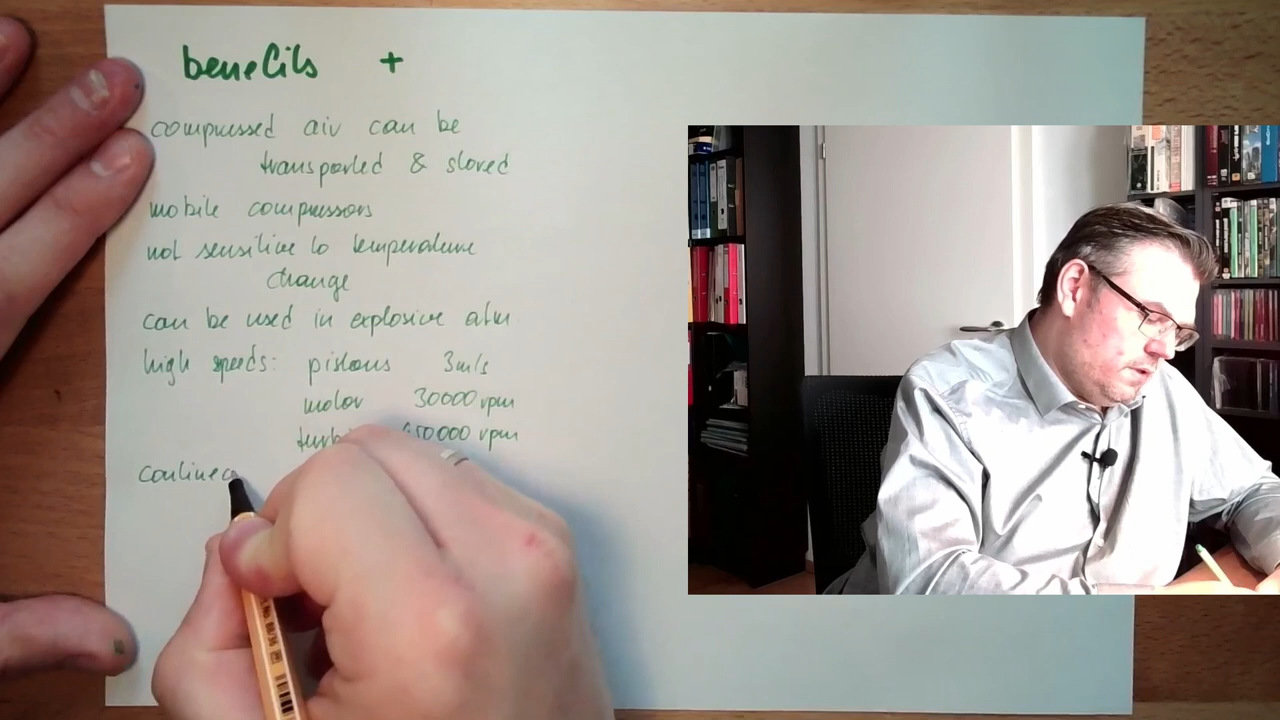 benefits +
compressed air can be
transported & stored
mobile compressors
not sensitive to temperature
change
can be used in explosive atm.
high speeds: pistons 3m/s
motor 30000 rpm
rpm